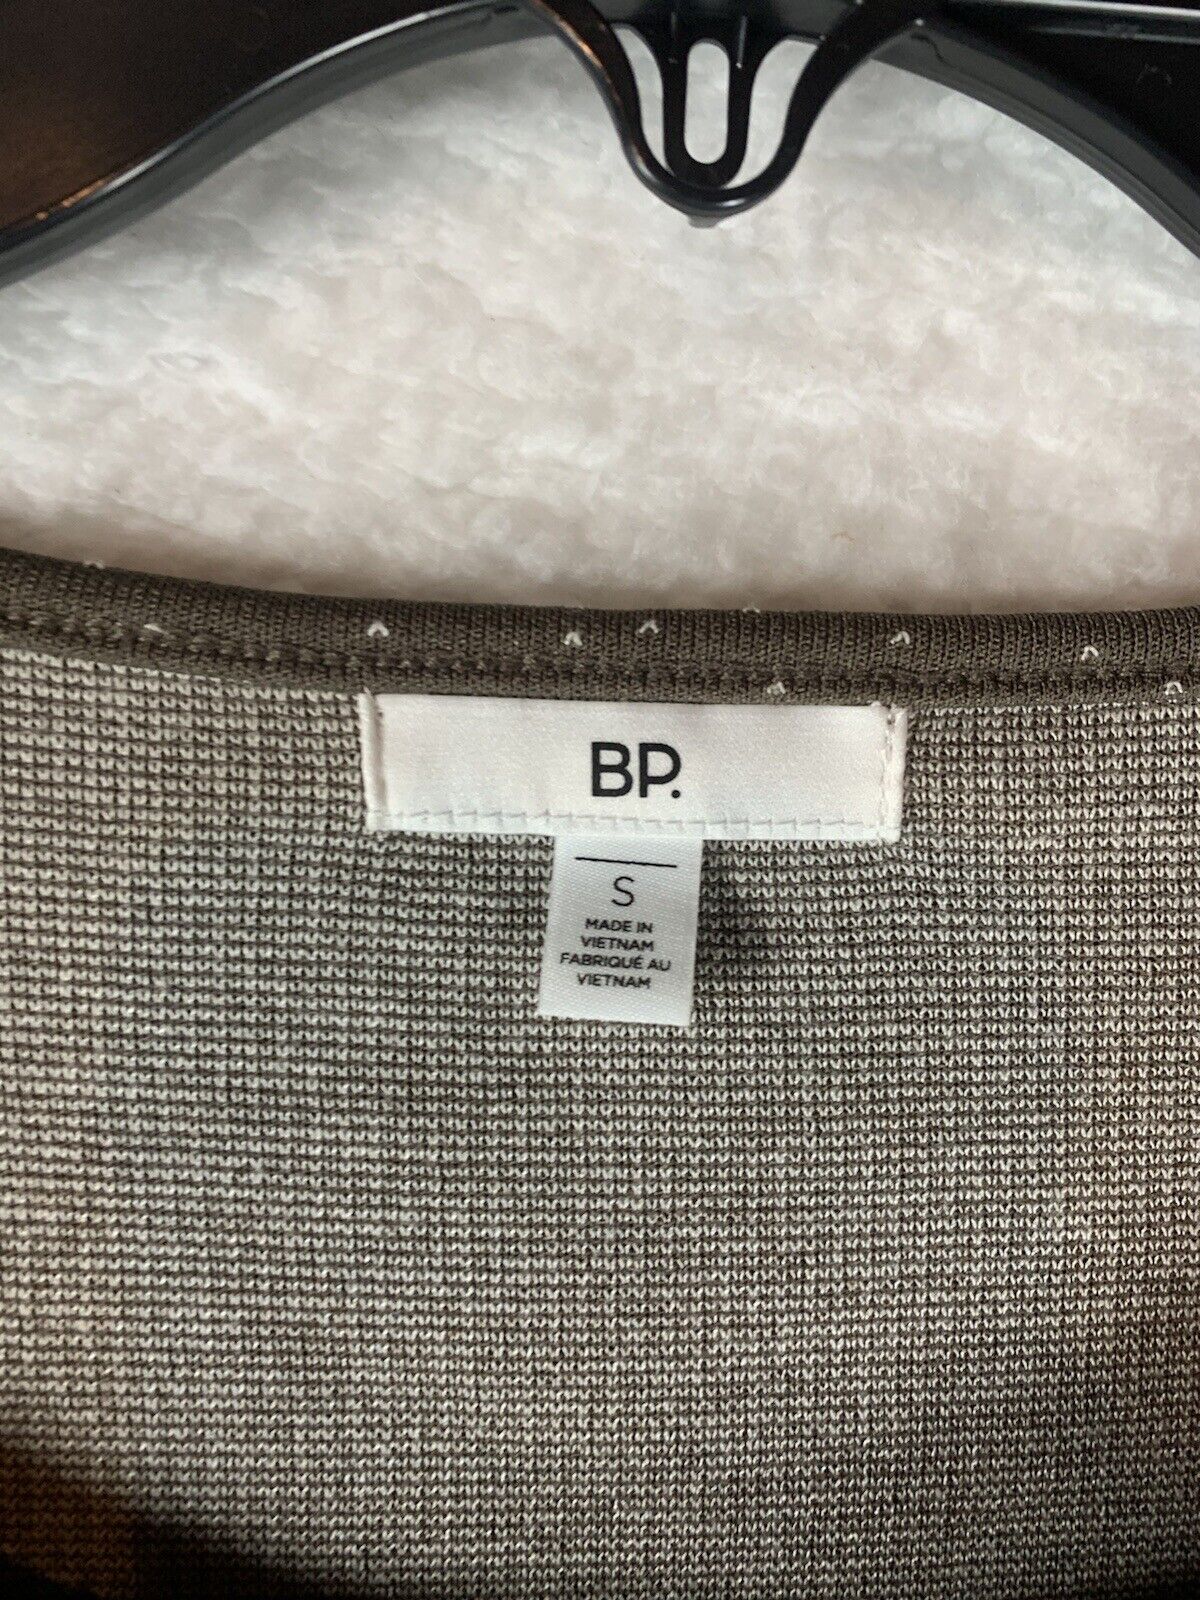 BP.
S
MADE IN
VIETNAM
FABRIQUÉ AU
VIETNAM